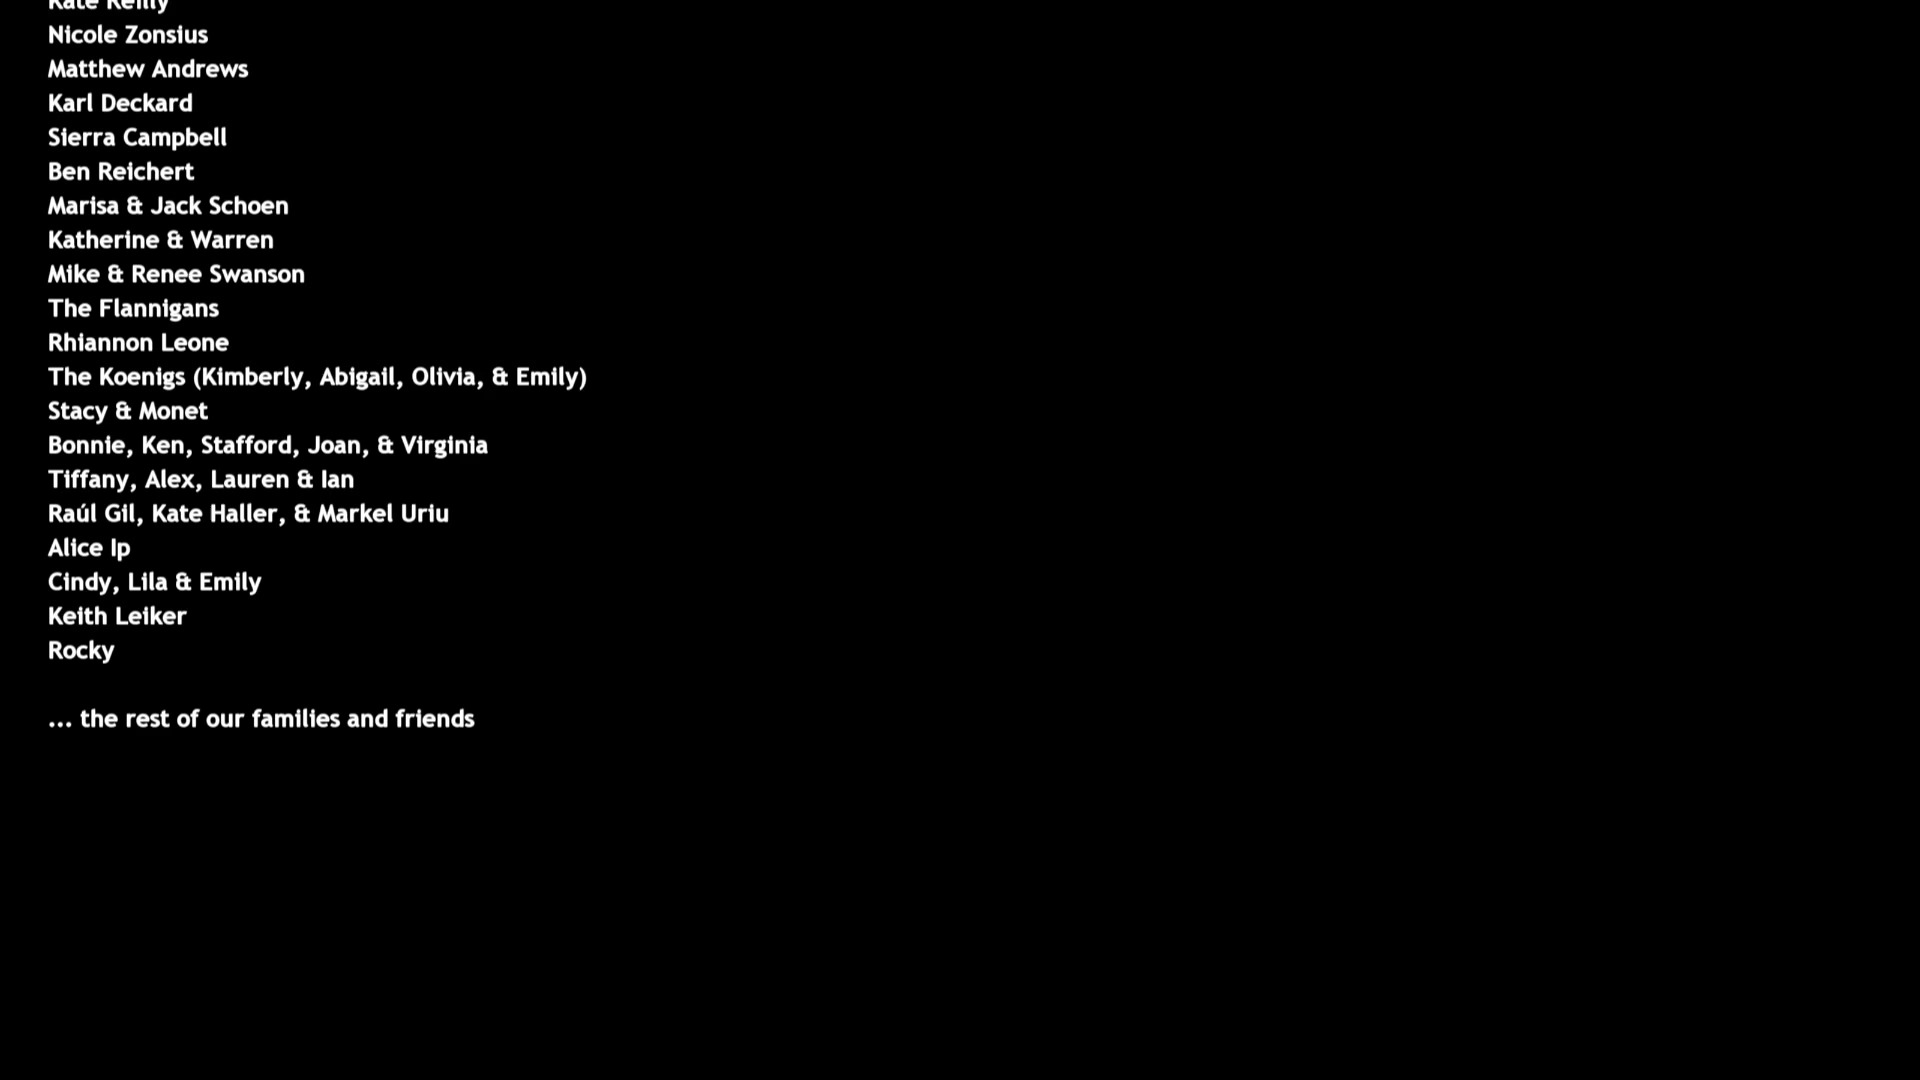 Kate Reilly
Nicole Zonsius
Matthew Andrews
Karl Deckard
Sierra Campbell
Ben Reichert
Marisa & Jack Schoen
Katherine & Warren
Mike & Renee Swanson
The Flannigans
Rhiannon Leone
The Koenigs (Kimberly, Abigail, Olivia, & Emily)
Stacy & Monet
Bonnie, Ken, Stafford, Joan, & Virginia
Tiffany, Alex, Lauren & Ian
Raúl Gil, Kate Haller, & Markel Uriu
Alice Ip
Cindy, Lila & Emily
Keith Leiker
Rocky
... the rest of our families and friends